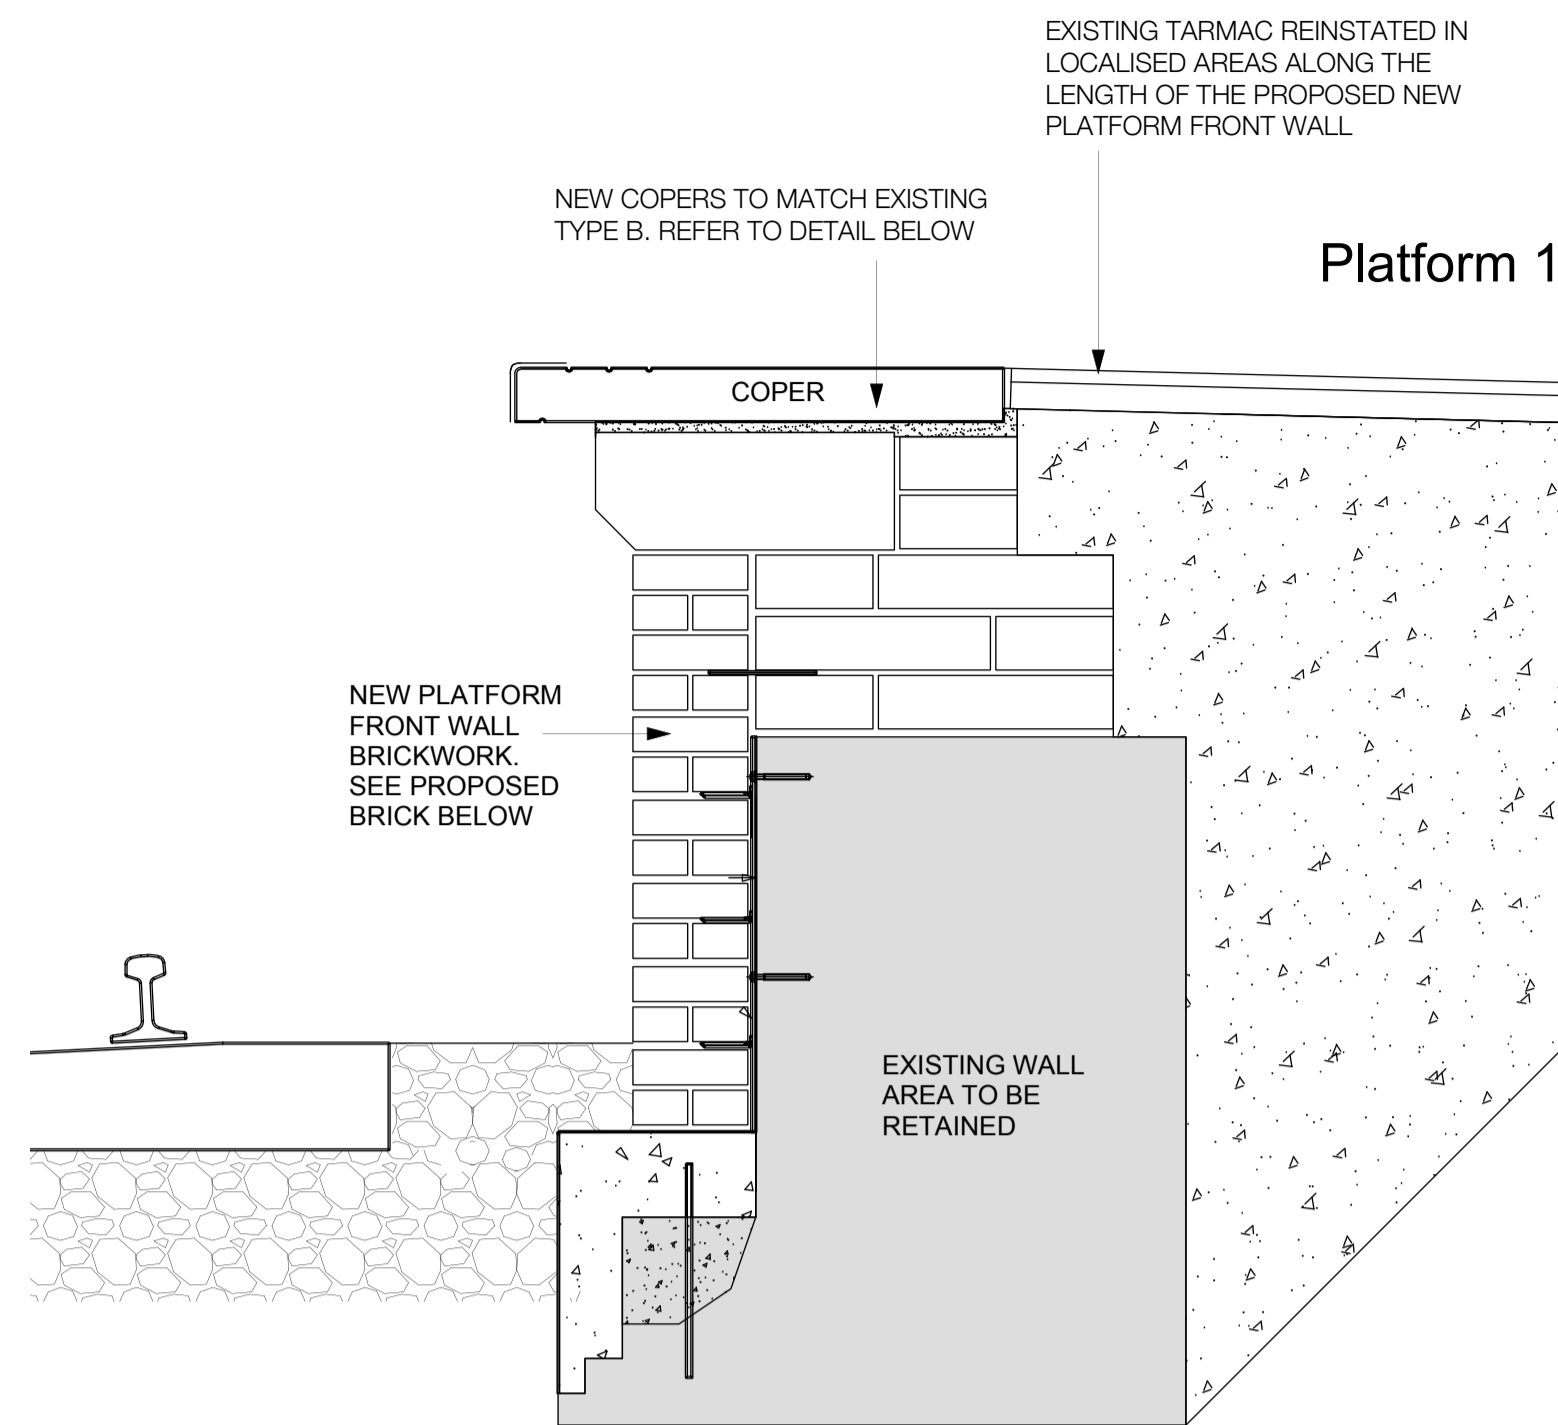 EXISTING TARMAC REINSTATED IN
LOCALISED AREAS ALONG THE
LENGTH OF THE PROPOSED NEW
PLATFORM FRONT WALL
NEW COPERS TO MATCH EXISTING
TYPE B. REFER TO DETAIL BELOW
Platform 1
COPER
NEW PLATFORM
FRONT WALL
BRICKWORK.
SEE PROPOSED
BRICK BELOW
EXISTING WALL
AREA TO BE
RETAINED